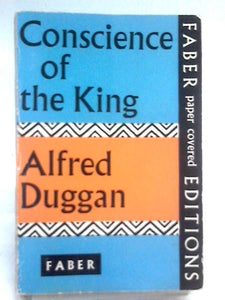 Conscience
of
the King
Alfred
Duggan
FABER
FABER paper covered EDITIONS